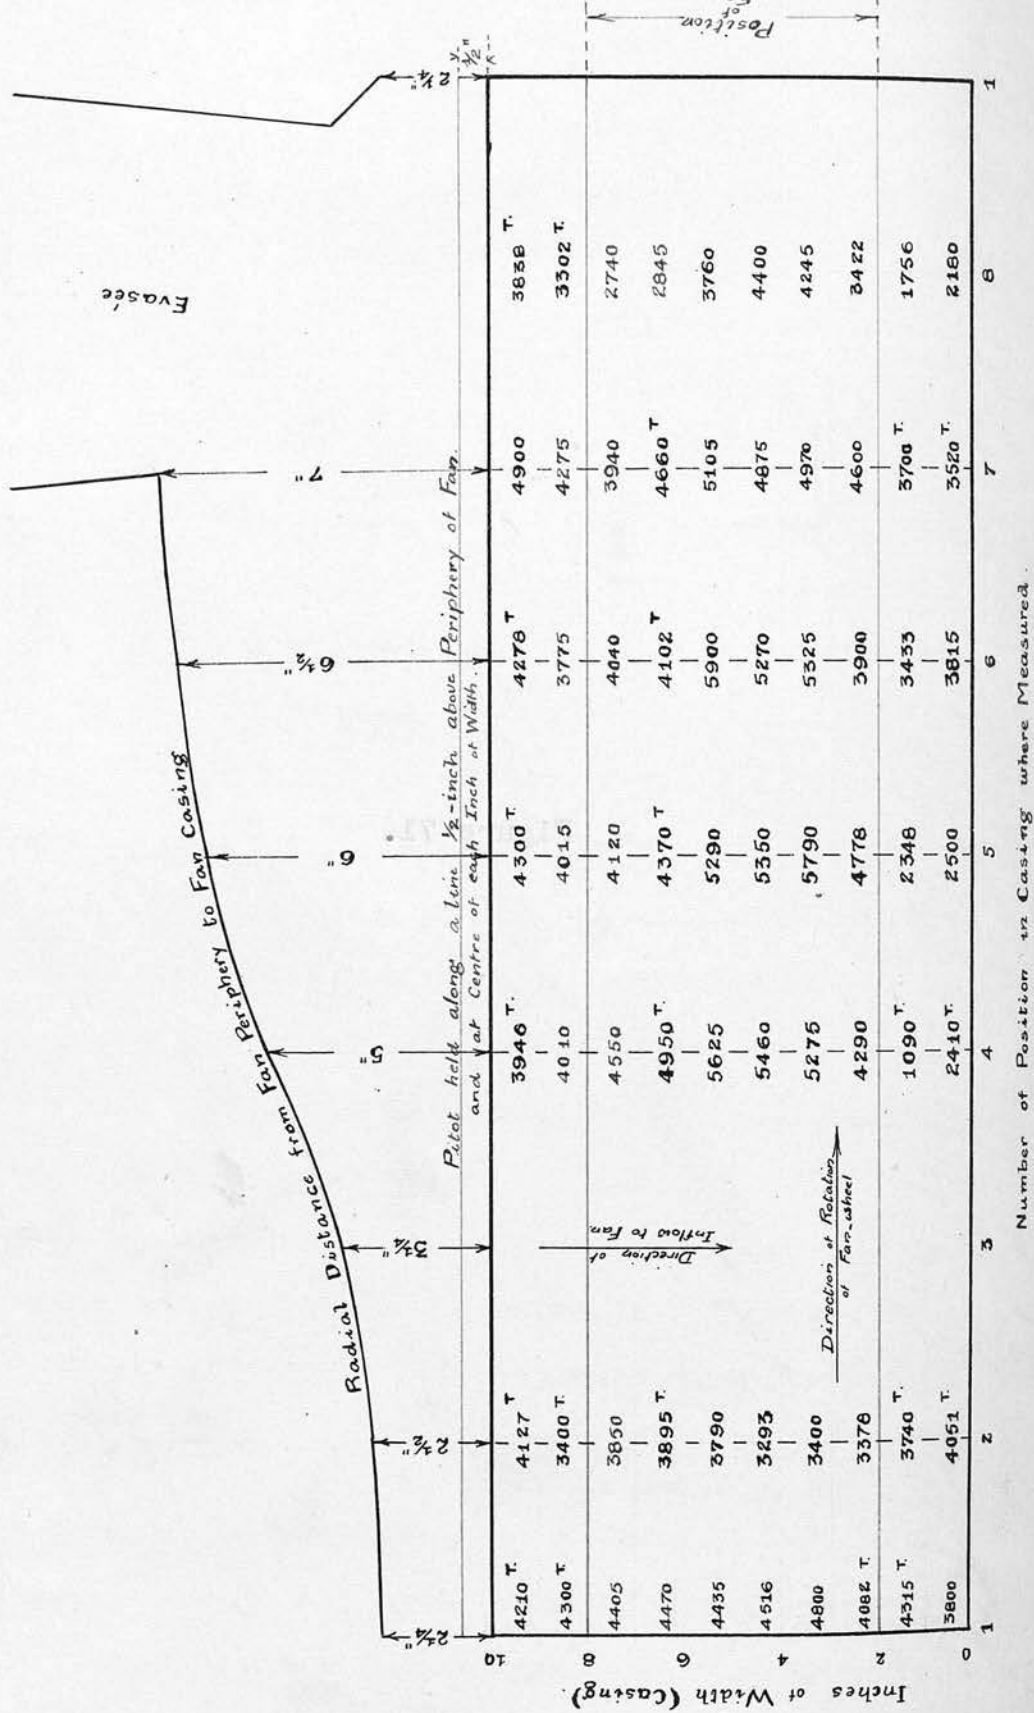 Evasée
Position
of
2¼"
½"
7"
6½"
6"
5"
3¾"
2½"
2¼"
Radial Distance from Fan Periphery to Fan Casing
Pitot held along a line ½-inch above Periphery of Fan.
and at Centre of each Inch of Width.
4210 T. 4127 T 3946 T. 4300 T. 4278 T 4900 3838 T.
4300 T. 3400 T. 4010 4015 3775 4275 3302 T.
4405 3850 4550 4120 4040 3940 2740
4470 3895 T. 4950 T. 4370 T 4102 T 4660 T 2845
4435 3790 5625 5290 5900 5105 3760
4516 3293 5460 5350 5270 4875 4400
4800 3400 5275 5790 5325 4970 4245
4082 T. 3378 4290 4778 3900 4600 3422
4315 T. 3740 T. 1090 T. 2348 3433 3700 T. 1756
3800 4051 T. 2410 T. 2500 3815 3520 T. 2180
Direction of
Inflow to Fan.
Direction of Rotation
of Fan-wheel
10
8
6
4
2
0
Inches of Width (Casing).
1 2 3 4 5 6 7 8 1
Number of Position in Casing where Measured.